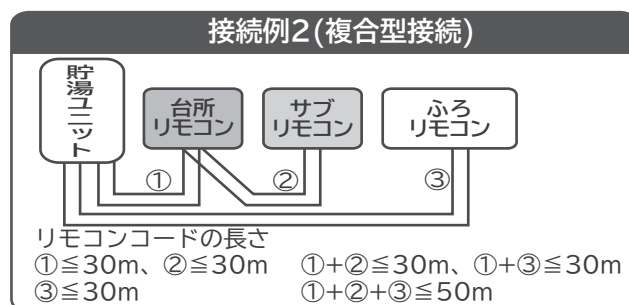 接続例2(複合型接続)
貯湯ユニット
台所
リモコン
サブ
リモコン
ふろ
リモコン
① ② ③
リモコンコードの長さ
①≦30m、②≦30m ①+②≦30m、①+③≦30m
③≦30m ①+②+③≦50m